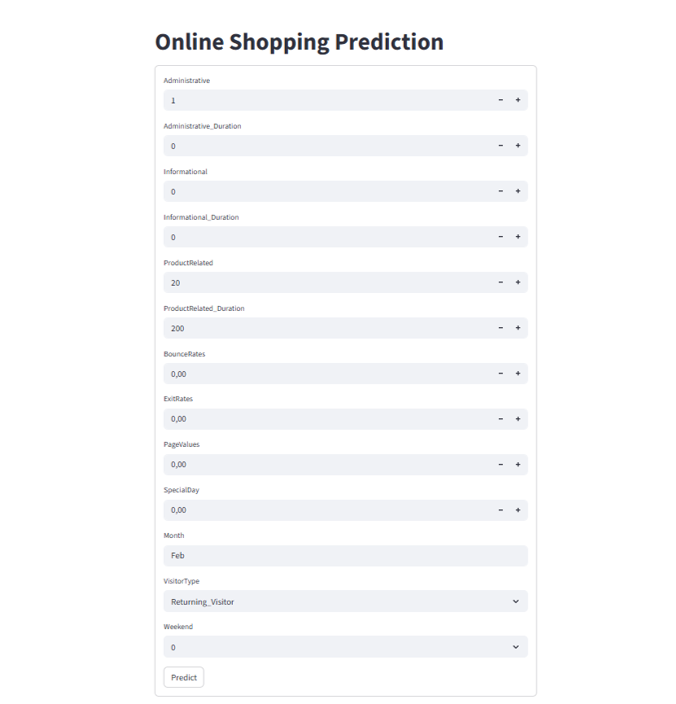 Online Shopping Prediction
Administrative
1
Administrative_Duration
0
Informational
0
Informational_Duration
0
ProductRelated
20
ProductRelated_Duration
200
BounceRates
0,00
ExitRates
0,00
PageValues
0,00
SpecialDay
0,00
Month
Feb
VisitorType
Returning_Visitor
Weekend
0
Predict